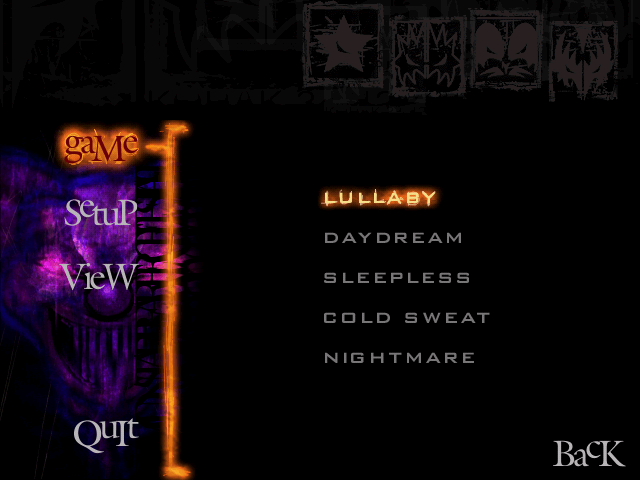 gaMe
SetuP
VieW
QuIt
LULLABY
DAYDREAM
SLEEPLESS
COLD SWEAT
NIGHTMARE
BacK